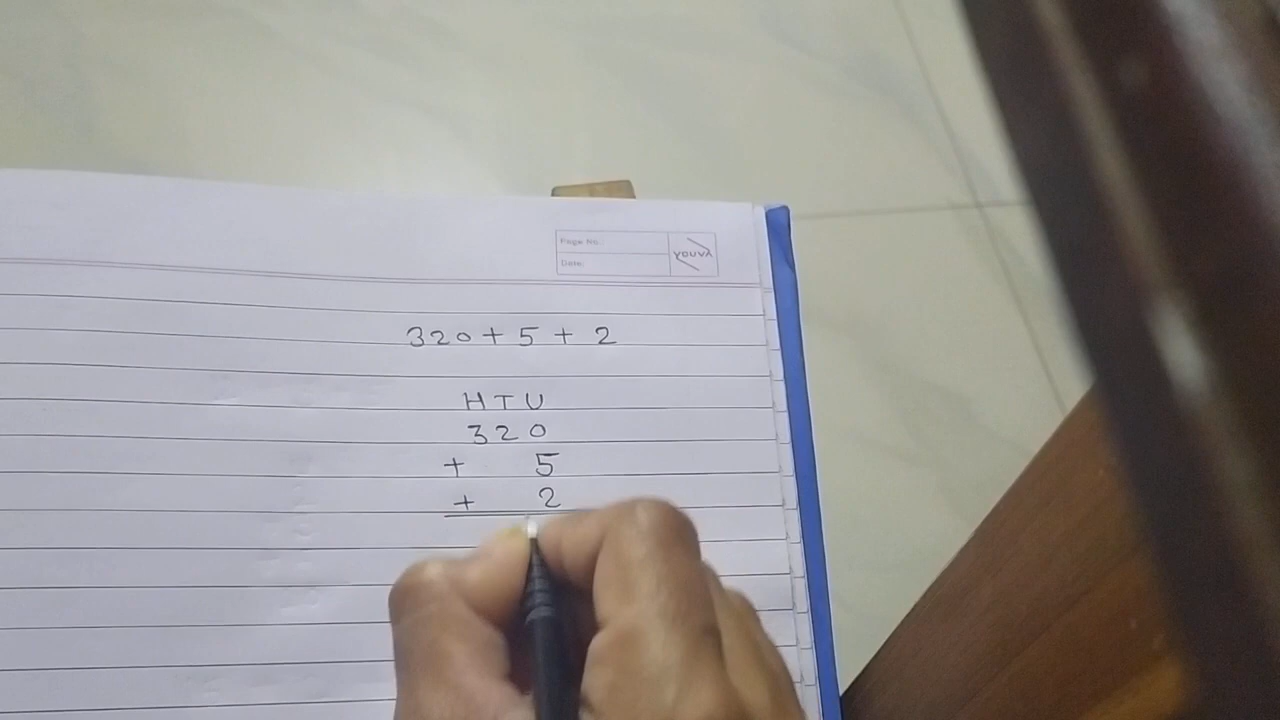 Page No.:
Date:
YOUVA
320 + 5 + 2
H T U
3 2 0
+ 5
+ 2